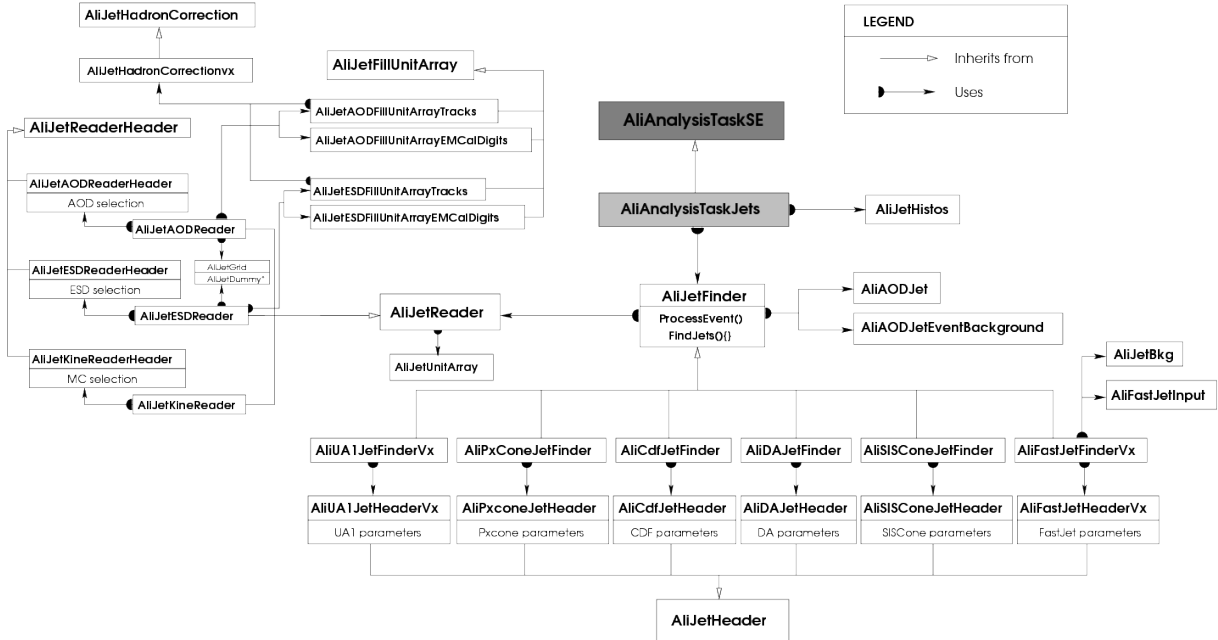 AliJetHadronCorrection
AliJetHadronCorrectionvx
AliJetFillUnitArray
AliJetAODFillUnitArrayTracks
AliJetAODFillUnitArrayEMCalDigits
AliJetESDFillUnitArrayTracks
AliJetESDFillUnitArrayEMCalDigits
AliJetReaderHeader
AliJetAODReaderHeader
AOD selection
AliJetAODReader
AliJetGrid
AliJetDummy*
AliJetESDReaderHeader
ESD selection
AliJetESDReader
AliJetKineReaderHeader
MC selection
AliJetKineReader
AliJetReader
AliJetUnitArray
LEGEND
Inherits from
Uses
AliAnalysisTaskSE
AliAnalysisTaskJets
AliJetHistos
AliJetFinder
ProcessEvent()
FindJets(){}
AliAODJet
AliAODJetEventBackground
AliJetBkg
AliFastJetInput
AliUA1JetFinderVx
AliPxConeJetFinder
AliCdfJetFinder
AliDAJetFinder
AliSISConeJetFinder
AliFastJetFinderVx
AliUA1JetHeaderVx
UA1 parameters
AliPxconeJetHeader
Pxcone parameters
AliCdfJetHeader
CDF parameters
AliDAJetHeader
DA parameters
AliSISConeJetHeader
SISCone parameters
AliFastJetHeaderVx
FastJet parameters
AliJetHeader